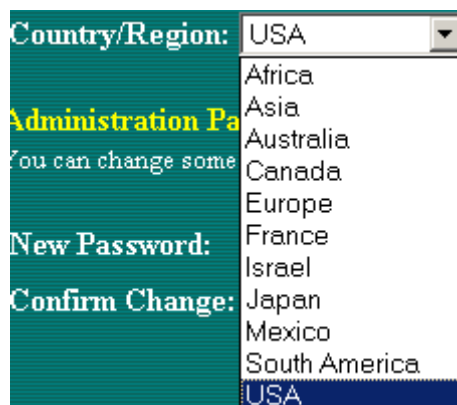 Country/Region: USA
Africa
Asia
Administration Pa
Australia
You can change some
Canada
Europe
New Password:
France
Israel
Confirm Change:
Japan
Mexico
South America
USA